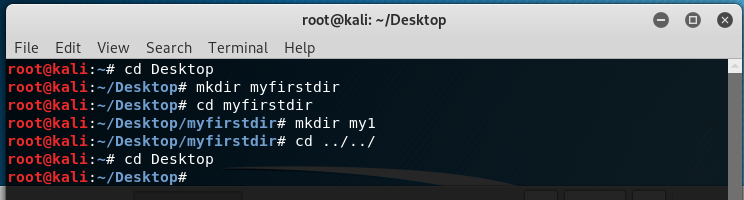 root@kali: ~/Desktop
File Edit View Search Terminal Help
root@kali:~# cd Desktop
root@kali:~/Desktop# mkdir myfirstdir
root@kali:~/Desktop# cd myfirstdir
root@kali:~/Desktop/myfirstdir# mkdir my1
root@kali:~/Desktop/myfirstdir# cd ../../
root@kali:~# cd Desktop
root@kali:~/Desktop#